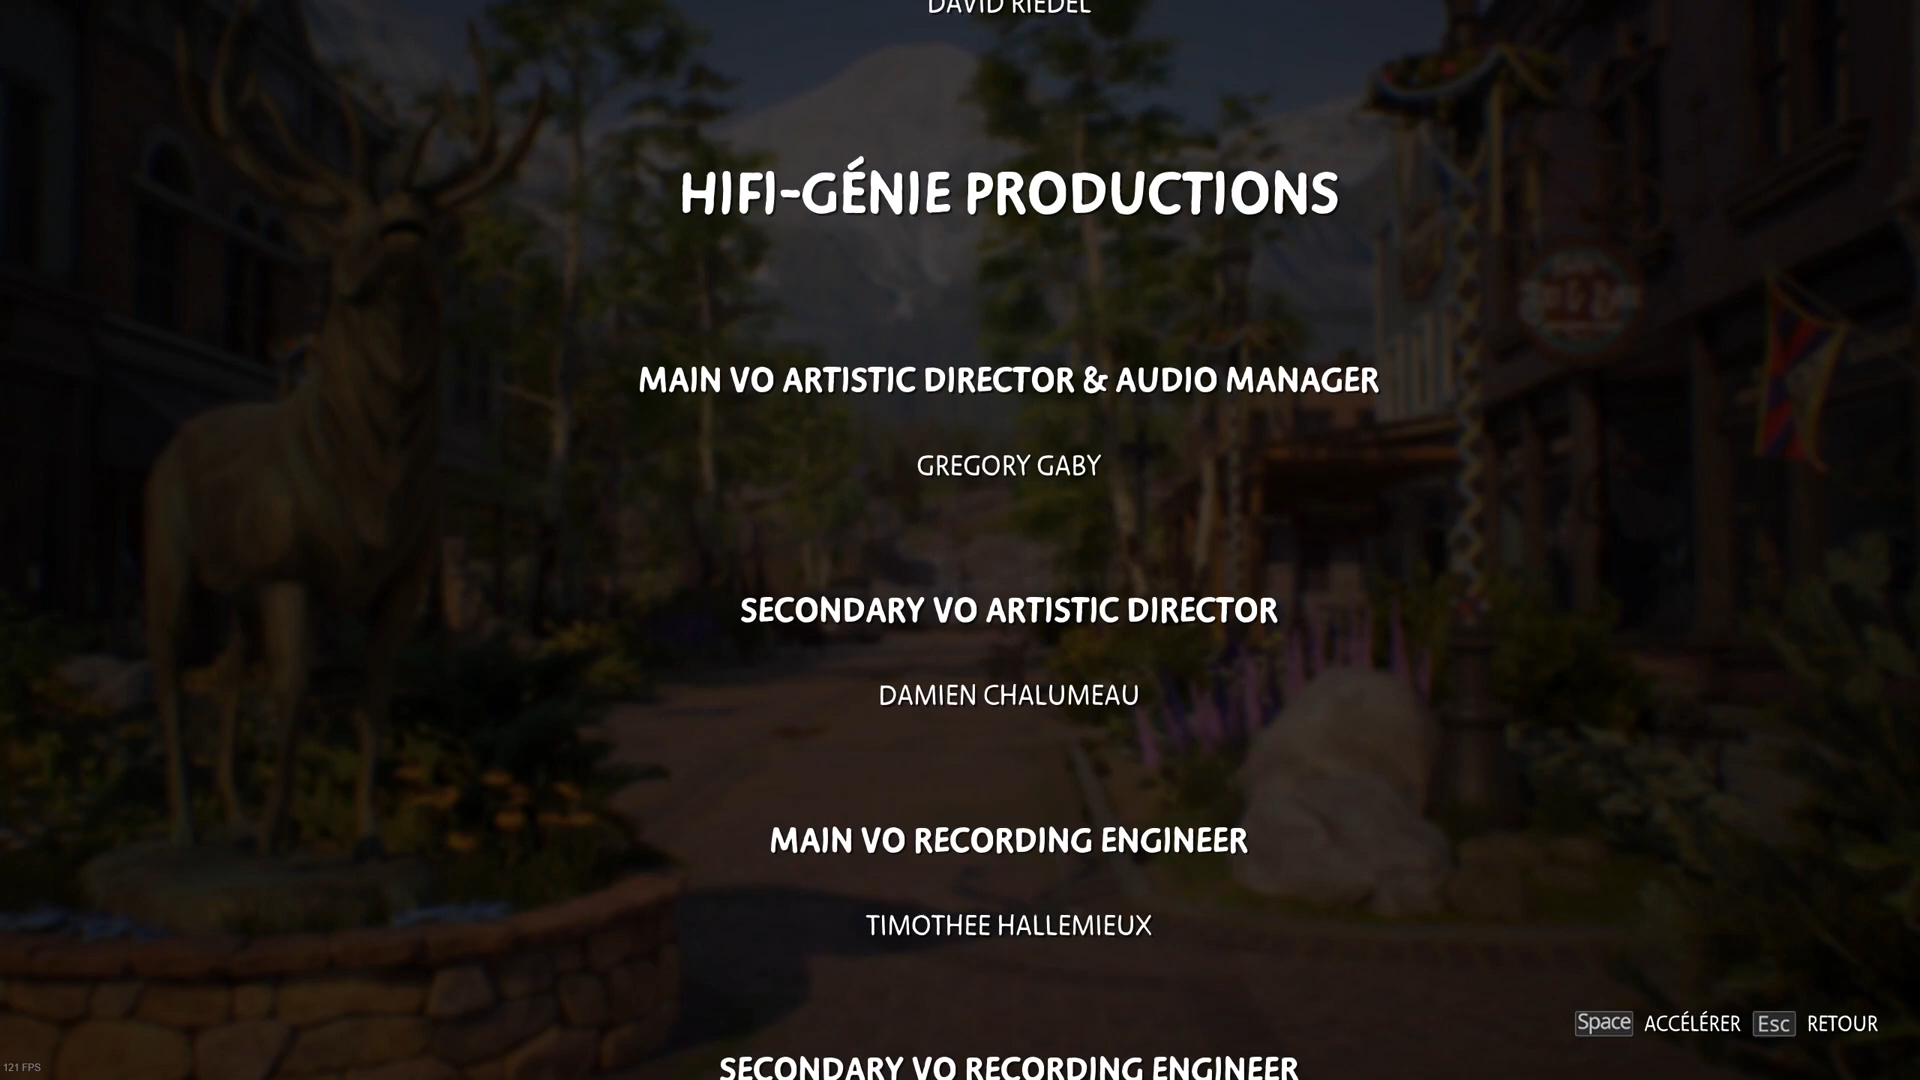 DAVID RIEDEL
HIFI-GÉNIE PRODUCTIONS
MAIN VO ARTISTIC DIRECTOR & AUDIO MANAGER
GREGORY GABY
SECONDARY VO ARTISTIC DIRECTOR
DAMIEN CHALUMEAU
MAIN VO RECORDING ENGINEER
TIMOTHEE HALLEMIEUX
Space ACCÉLÉRER Esc RETOUR
121 FPS
SECONDARY VO RECORDING ENGINEER